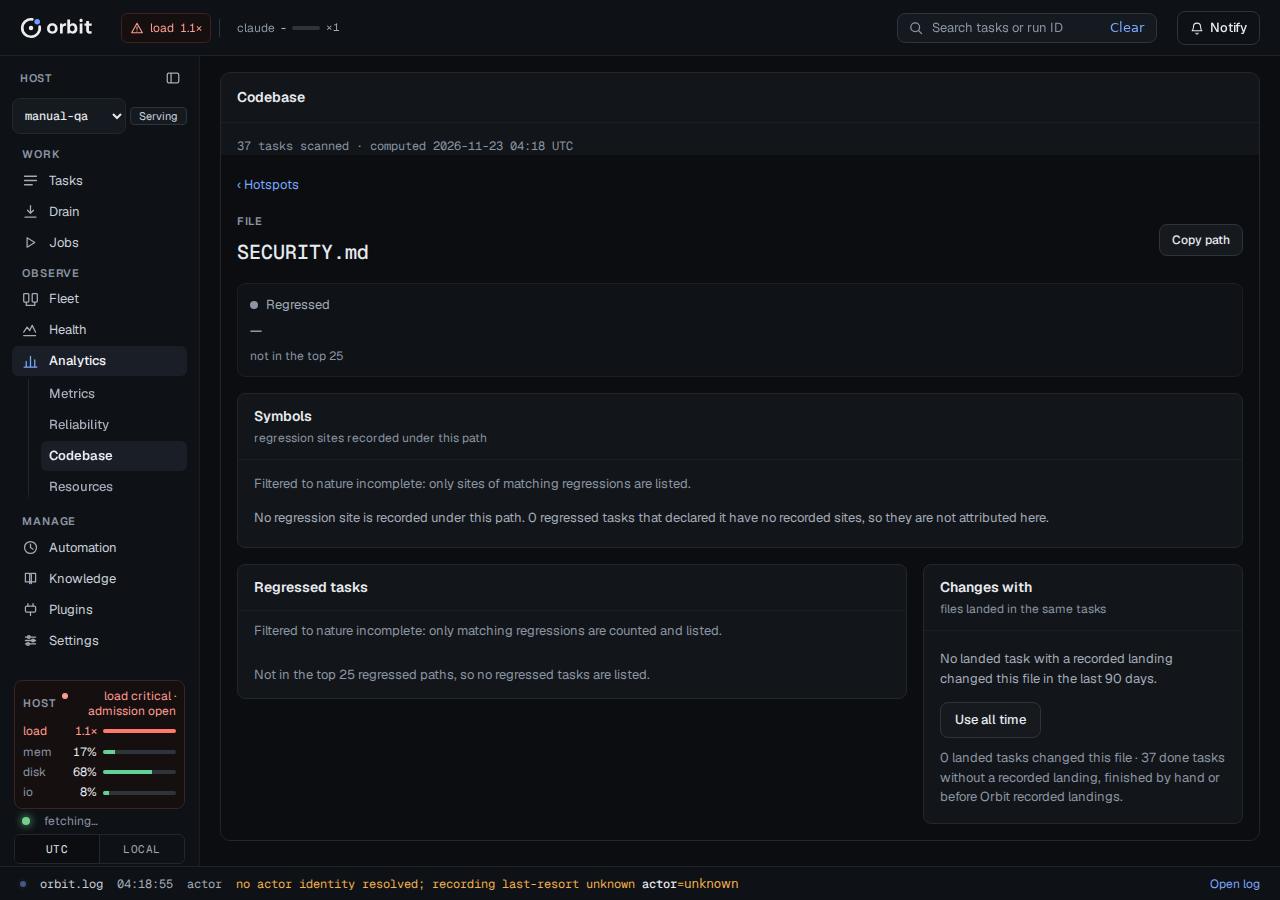 orbit
load 1.1×
claude - ×1
Search tasks or run ID
Clear
Notify
HOST
manual-qa
Serving
WORK
Tasks
Drain
Jobs
OBSERVE
Fleet
Health
Analytics
Metrics
Reliability
Codebase
Resources
MANAGE
Automation
Knowledge
Plugins
Settings
HOST
load critical ·
admission open
load 1.1×
mem 17%
disk 68%
io 8%
fetching…
UTC
LOCAL
Codebase
37 tasks scanned · computed 2026-11-23 04:18 UTC
‹ Hotspots
FILE
SECURITY.md
Copy path
Regressed
—
not in the top 25
Symbols
regression sites recorded under this path
Filtered to nature incomplete: only sites of matching regressions are listed.
No regression site is recorded under this path. 0 regressed tasks that declared it have no recorded sites, so they are not attributed here.
Regressed tasks
Filtered to nature incomplete: only matching regressions are counted and listed.
Not in the top 25 regressed paths, so no regressed tasks are listed.
Changes with
files landed in the same tasks
No landed task with a recorded landing
changed this file in the last 90 days.
Use all time
0 landed tasks changed this file · 37 done tasks
without a recorded landing, finished by hand or
before Orbit recorded landings.
orbit.log 04:18:55 actor no actor identity resolved; recording last-resort unknown actor=unknown
Open log